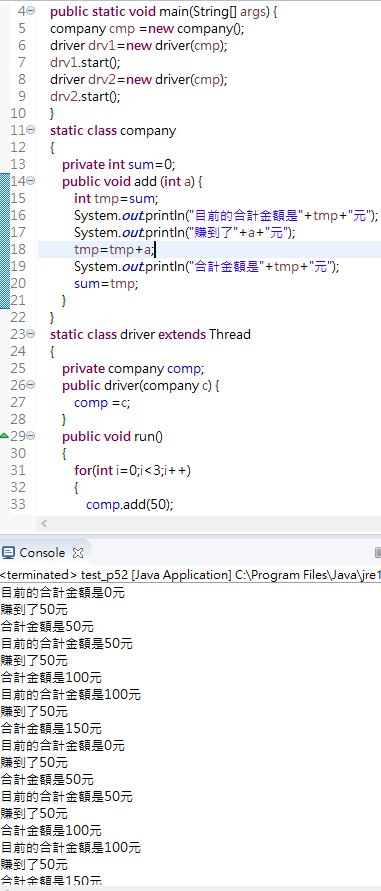 4 public static void main(String[] args) {
5 company cmp =new company();
6 driver drv1=new driver(cmp);
7 drv1.start();
8 driver drv2=new driver(cmp);
9 drv2.start();
10 }
11 static class company
12 {
13 private int sum=0;
14 public void add (int a) {
15 int tmp=sum;
16 System.out.println("目前的合計金額是"+tmp+"元");
17 System.out.println("賺到了"+a+"元");
18 tmp=tmp+a;
19 System.out.println("合計金額是"+tmp+"元");
20 sum=tmp;
21 }
22 }
23 static class driver extends Thread
24 {
25 private company comp;
26 public driver(company c) {
27 comp =c;
28 }
29 public void run()
30 {
31 for(int i=0;i<3;i++)
32 {
33 comp.add(50);
Console
<terminated> test_p52 [Java Application] C:\Program Files\Java\jre1
目前的合計金額是0元
賺到了50元
合計金額是50元
目前的合計金額是50元
賺到了50元
合計金額是100元
目前的合計金額是100元
賺到了50元
合計金額是150元
目前的合計金額是0元
賺到了50元
合計金額是50元
目前的合計金額是50元
賺到了50元
合計金額是100元
目前的合計金額是100元
賺到了50元
合計金額是150元